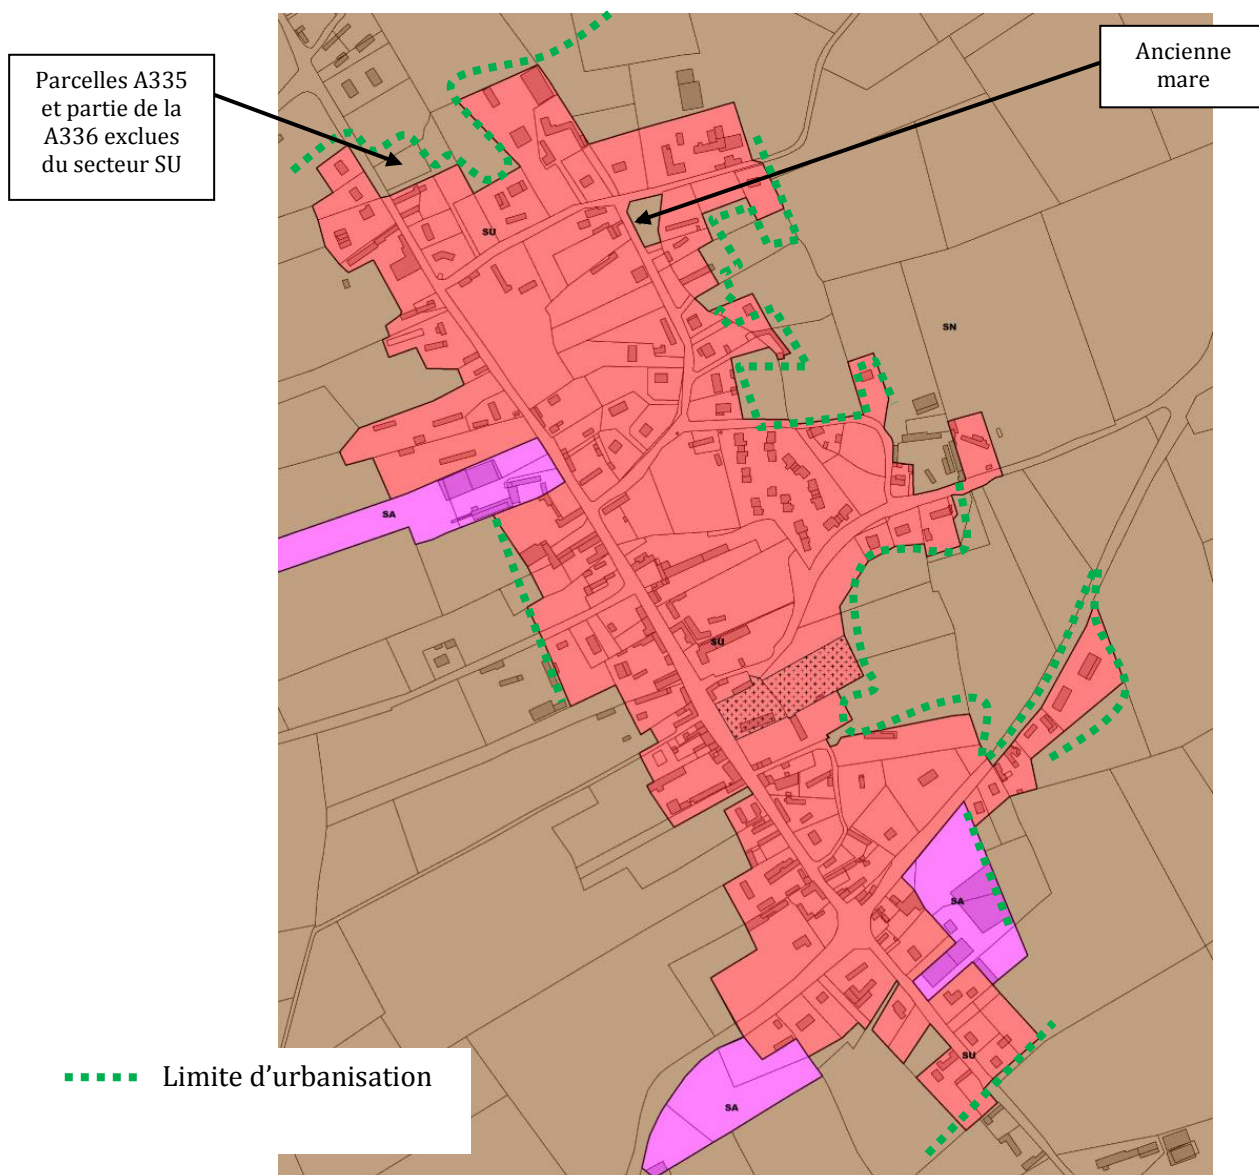 Parcelles A335
et partie de la
A336 exclues
du secteur SU
Ancienne
mare
SU
SN
SA
SU
SA
SU
SA
Limite d'urbanisation